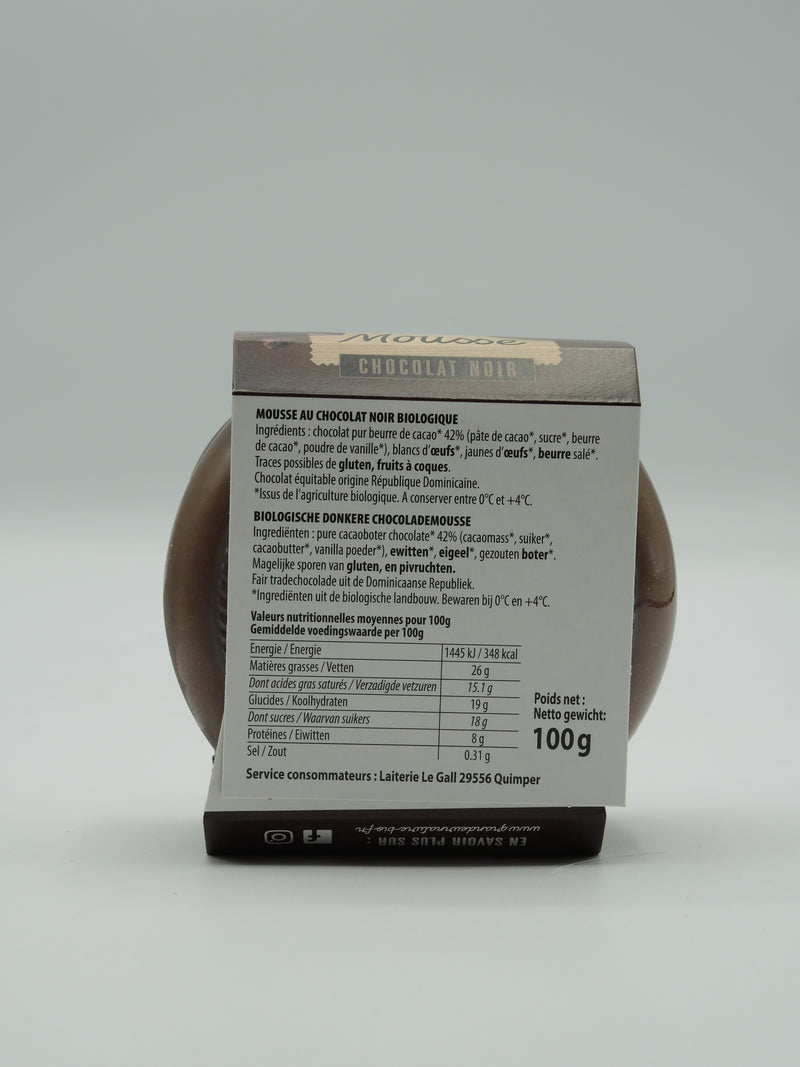 Mousse
CHOCOLAT NOIR
MOUSSE AU CHOCOLAT NOIR BIOLOGIQUE
Ingrédients : chocolat pur beurre de cacao* 42% (pâte de cacao*, sucre*, beurre
de cacao*, poudre de vanille*), blancs d'œufs*, jaunes d'œufs*, beurre salé*.
Traces possibles de gluten, fruits à coques.
Chocolat équitable origine République Dominicaine.
*Issus de l'agriculture biologique. A conserver entre 0°C et +4°C.
BIOLOGISCHE DONKERE CHOCOLADEMOUSSE
Ingrediënten : pure cacaoboter chocolate* 42% (cacaomass*, suiker*,
cacaobutter*, vanilla poeder*), ewitten*, eigeel*, gezouten boter*.
Magelijke sporen van gluten, en pivruchten.
Fair tradechocolade uit de Dominicaanse Republiek.
*Ingrediënten uit de biologische landbouw. Bewaren bij 0°C en +4°C.
Valeurs nutritionnelles moyennes pour 100g
Gemiddelde voedingswaarde per 100g
Energie / Energie 1445 kJ / 348 kcal
Matières grasses / Vetten 26 g
Dont acides gras saturés / Verzadigde vetzuren 15.1 g
Glucides / Koolhydraten 19 g
Dont sucres / Waarvan suikers 18 g
Protéines / Eiwitten 8 g
Sel / Zout 0.31 g
Poids net :
Netto gewicht:
100g
Service consommateurs : Laiterie Le Gall 29556 Quimper
EN SAVOIR PLUS SUR :
www.grandeurnature-bio.fr